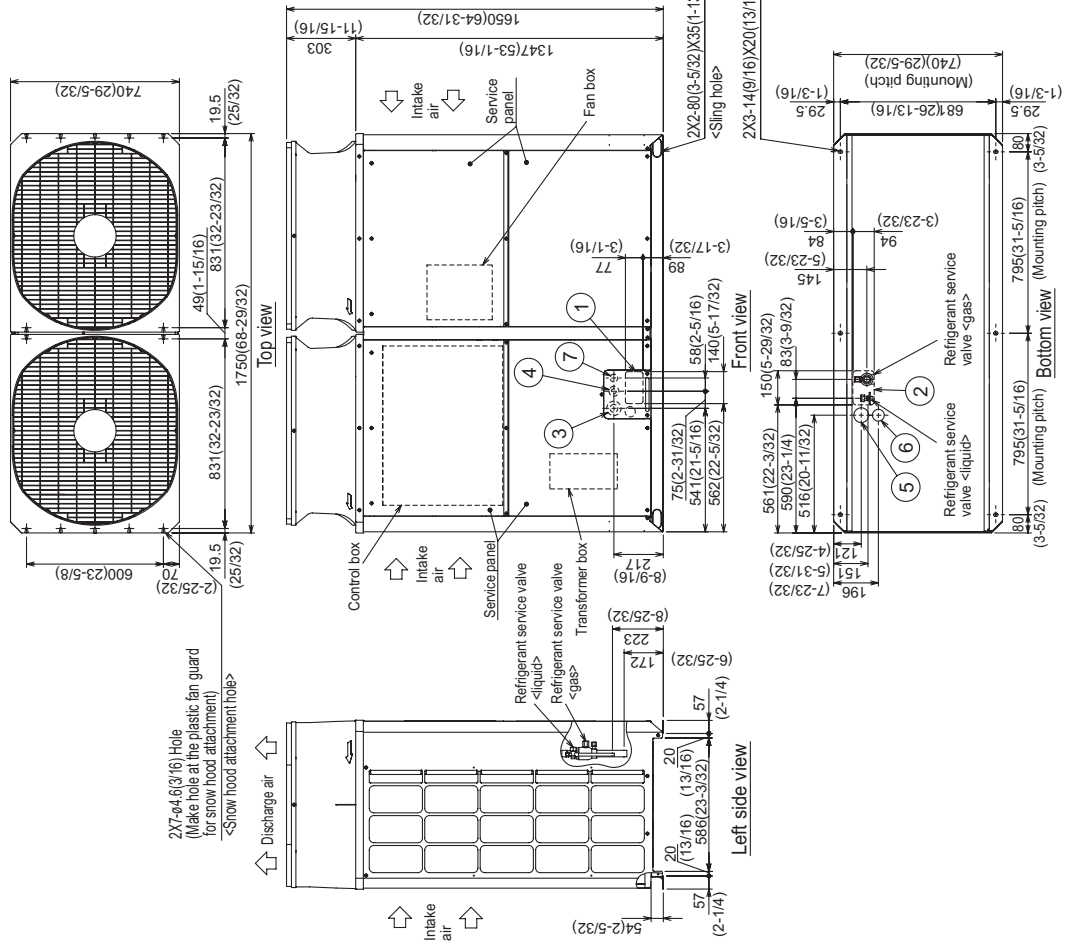 740(29-5/32)
19.5
(25/32)
831(32-23/32)
49(1-15/16)
831(32-23/32)
1750(68-29/32)
19.5
(25/32)
600(23-5/8)
70
(2-25/32)
Top view
2X7-ø4.6(3/16) Hole
(Make hole at the plastic fan guard
for snow hood attachment)
<Snow hood attachment hole>
1650(64-31/32)
303
(11-15/16)
1347(53-1/16)
Intake
air
Service
panel
Fan box
2X2-80(3-5/32)X35(1-1
<Sling hole>
2X3-14(9/16)X20(13/1
77
(3-1/16)
89
(3-17/32)
1
7
4
3
58(2-5/16)
140(5-17/32)
75(2-31/32)
541(21-5/16)
562(22-5/32)
217
(8-9/16)
Control box
Intake
air
Service panel
Transformer box
Front view
Discharge air
Refrigerant service valve
<liquid>
Refrigerant service valve
<gas>
223
(8-25/32)
172
(6-25/32)
57
(2-1/4)
20
(13/16)
586(23-3/32)
20
(13/16)
57
(2-1/4)
54(2-5/32)
Intake
air
Left side view
740(29-5/32)
(Mounting pitch)
681(26-13/16)
29.5
(1-3/16)
29.5
(1-3/16)
80
(3-5/32)
795(31-5/16)
(Mounting pitch)
795(31-5/16)
(Mounting pitch)
80
(3-5/32)
84
(3-5/16)
94
(3-23/32)
145
(5-23/32)
150(5-29/32)
83(3-9/32)
561(22-3/32)
590(23-1/4)
516(20-11/32)
Refrigerant service
valve <gas>
2
Refrigerant service
valve <liquid>
6
5
121
(4-25/32)
151
(5-31/32)
196
(7-23/32)
Bottom view